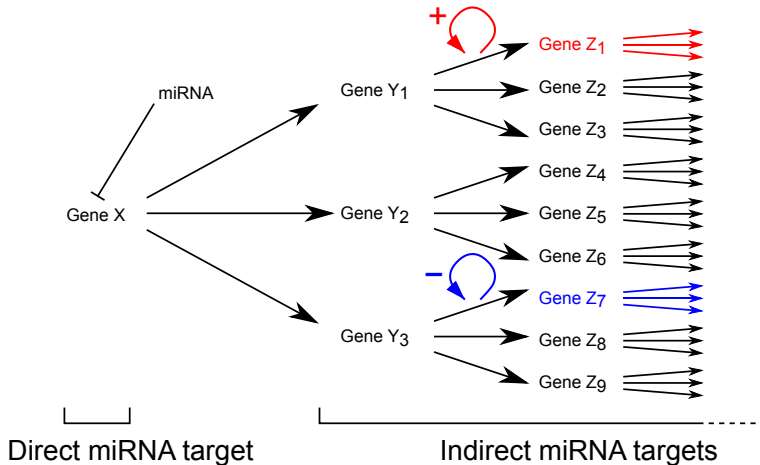 +
Gene Z1
miRNA
Gene Y1
Gene Z2
Gene Z3
Gene Z4
Gene X
Gene Y2
Gene Z5
Gene Z6
−
Gene Z7
Gene Y3
Gene Z8
Gene Z9
Direct miRNA target
Indirect miRNA targets